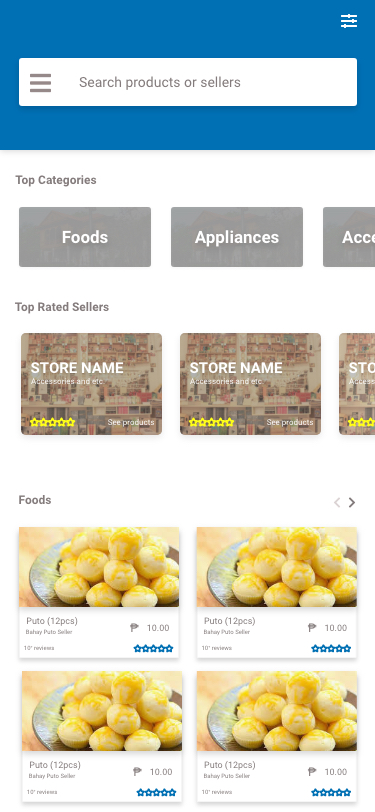 Search products or sellers
Top Categories
Foods
Appliances
Acce
Top Rated Sellers
STORE NAME
Accessories and etc.
See products
STORE NAME
Accessories and etc.
See products
STO
Access
Foods
Puto (12pcs)
Bahay Puto Seller
₱ 10.00
10+ reviews
Puto (12pcs)
Bahay Puto Seller
₱ 10.00
10+ reviews
Puto (12pcs)
Bahay Puto Seller
₱ 10.00
10+ reviews
Puto (12pcs)
Bahay Puto Seller
₱ 10.00
10+ reviews